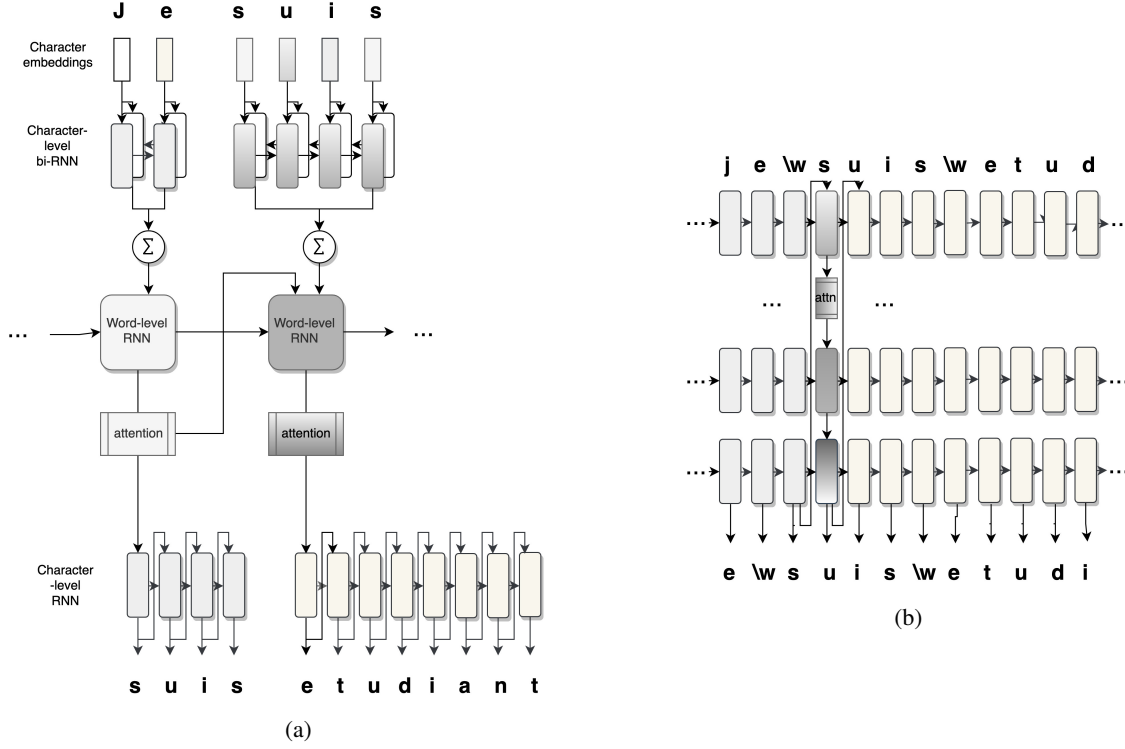 J e s u i s
Character
embeddings
Character-
level
bi-RNN
Σ Σ
Word-level
RNN
Word-level
RNN
... ...
attention attention
Character
-level
RNN
s u i s e t u d i a n t
(a)
j e \w s u i s \w e t u d
... ...
attn
... ...
... ...
... ...
e \w s u i s \w e t u d i
(b)